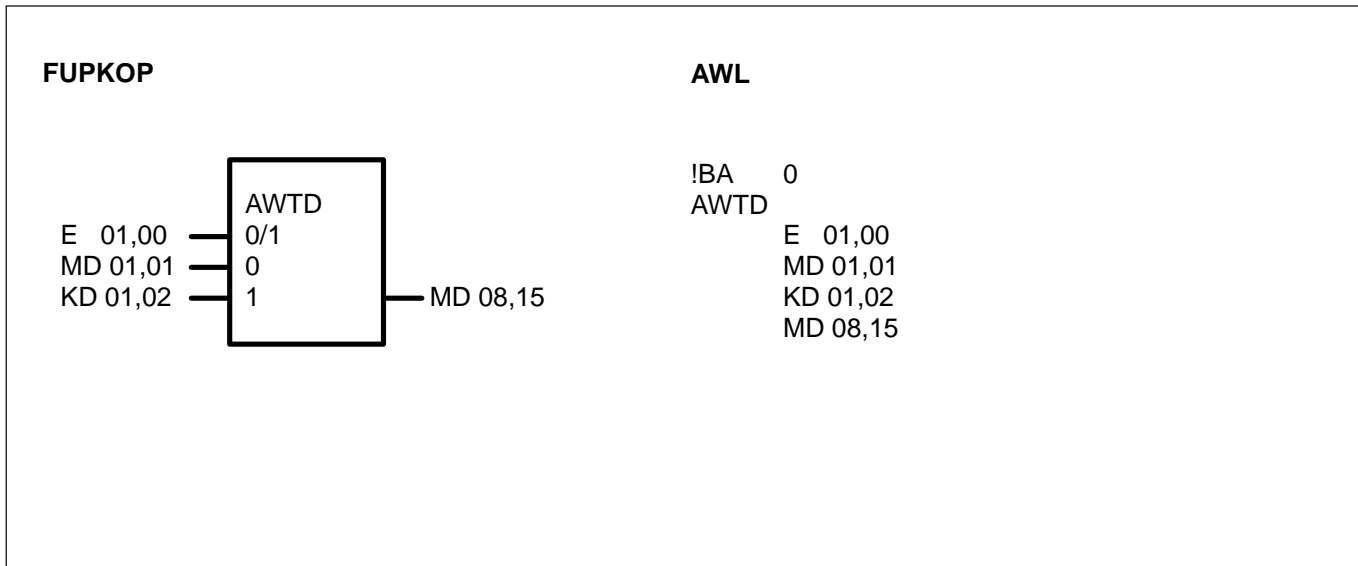 FUPKOP
AWTD
E 01,00 0/1
MD 01,01 0
KD 01,02 1 MD 08,15
AWL
!BA 0
AWTD
E 01,00
MD 01,01
KD 01,02
MD 08,15